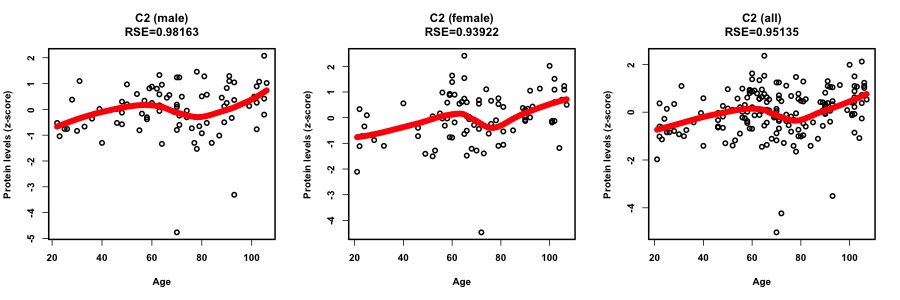 C2 (male)
RSE=0.98163
Protein levels (z-score)
2
1
0
-1
-2
-3
-4
-5
20 40 60 80 100
Age
C2 (female)
RSE=0.93922
Protein levels (z-score)
2
1
0
-1
-2
-3
-4
20 40 60 80 100
Age
C2 (all)
RSE=0.95135
Protein levels (z-score)
2
0
-2
-4
20 40 60 80 100
Age